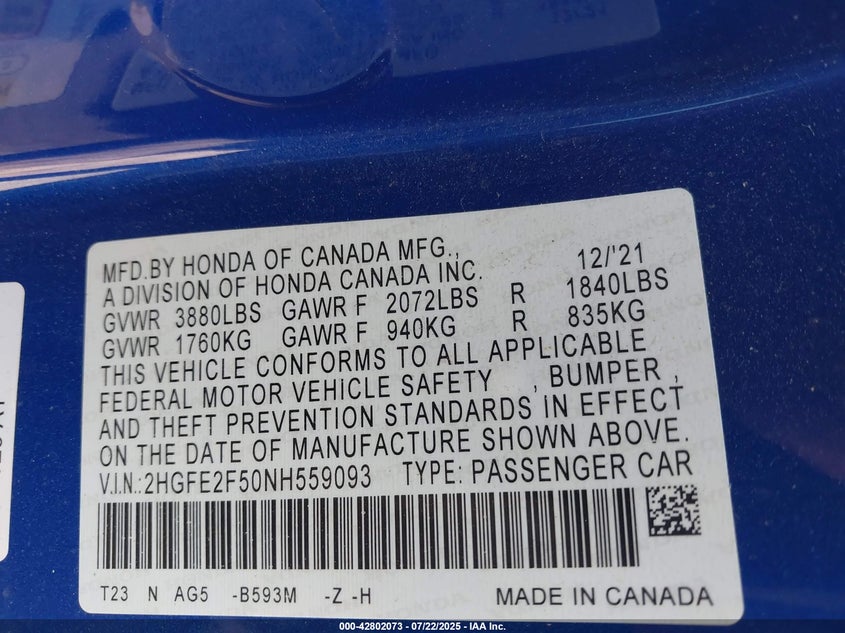 MFD.BY HONDA OF CANADA MFG., 12/'21
A DIVISION OF HONDA CANADA INC.
GVWR 3880LBS GAWR F 2072LBS R 1840LBS
GVWR 1760KG GAWR F 940KG R 835KG
THIS VEHICLE CONFORMS TO ALL APPLICABLE
FEDERAL MOTOR VEHICLE SAFETY , BUMPER ,
AND THEFT PREVENTION STANDARDS IN EFFECT
ON THE DATE OF MANUFACTURE SHOWN ABOVE.
V.I.N.:2HGFE2F50NH559093 TYPE: PASSENGER CAR
T23 N AG5 -B593M -Z -H MADE IN CANADA
000-42802073 - 07/22/2025 - IAA Inc.